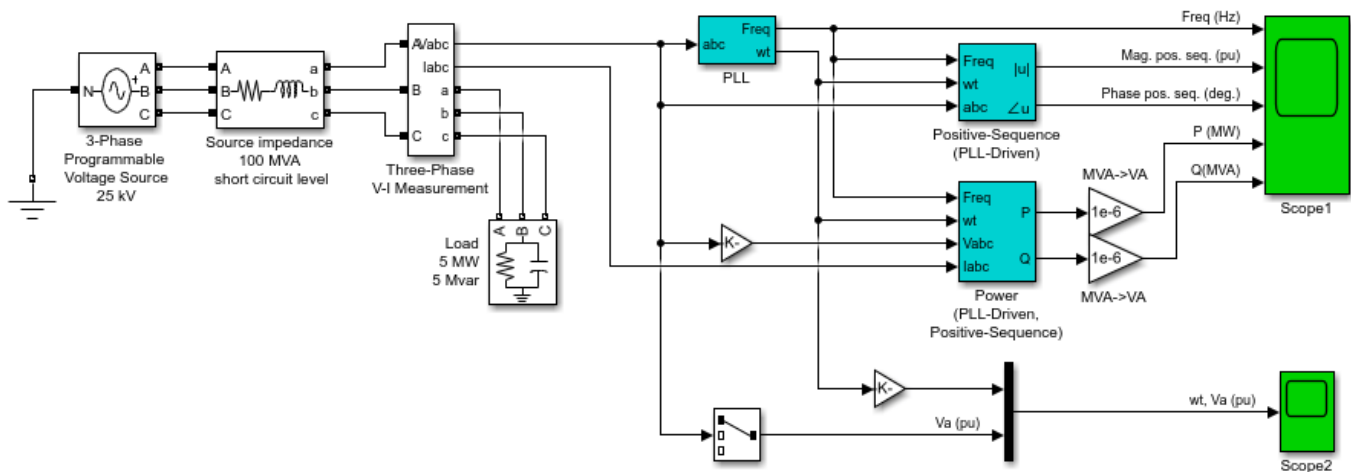 N
A
B
C
3-Phase
Programmable
Voltage Source
25 kV
A
B
C
a
b
c
Source impedance
100 MVA
short circuit level
A
B
C
Vabc
Iabc
a
b
c
Three-Phase
V-I Measurement
A
B
C
Load
5 MW
5 Mvar
abc
Freq
wt
PLL
Freq
wt
abc
|u|
∠u
Positive-Sequence
(PLL-Driven)
Freq
wt
Vabc
Iabc
P
Q
Power
(PLL-Driven,
Positive-Sequence)
K-
MVA->VA
1e-6
1e-6
MVA->VA
Freq (Hz)
Mag. pos. seq. (pu)
Phase pos. seq. (deg.)
P (MW)
Q(MVA)
Scope1
K-
Va (pu)
wt, Va (pu)
Scope2